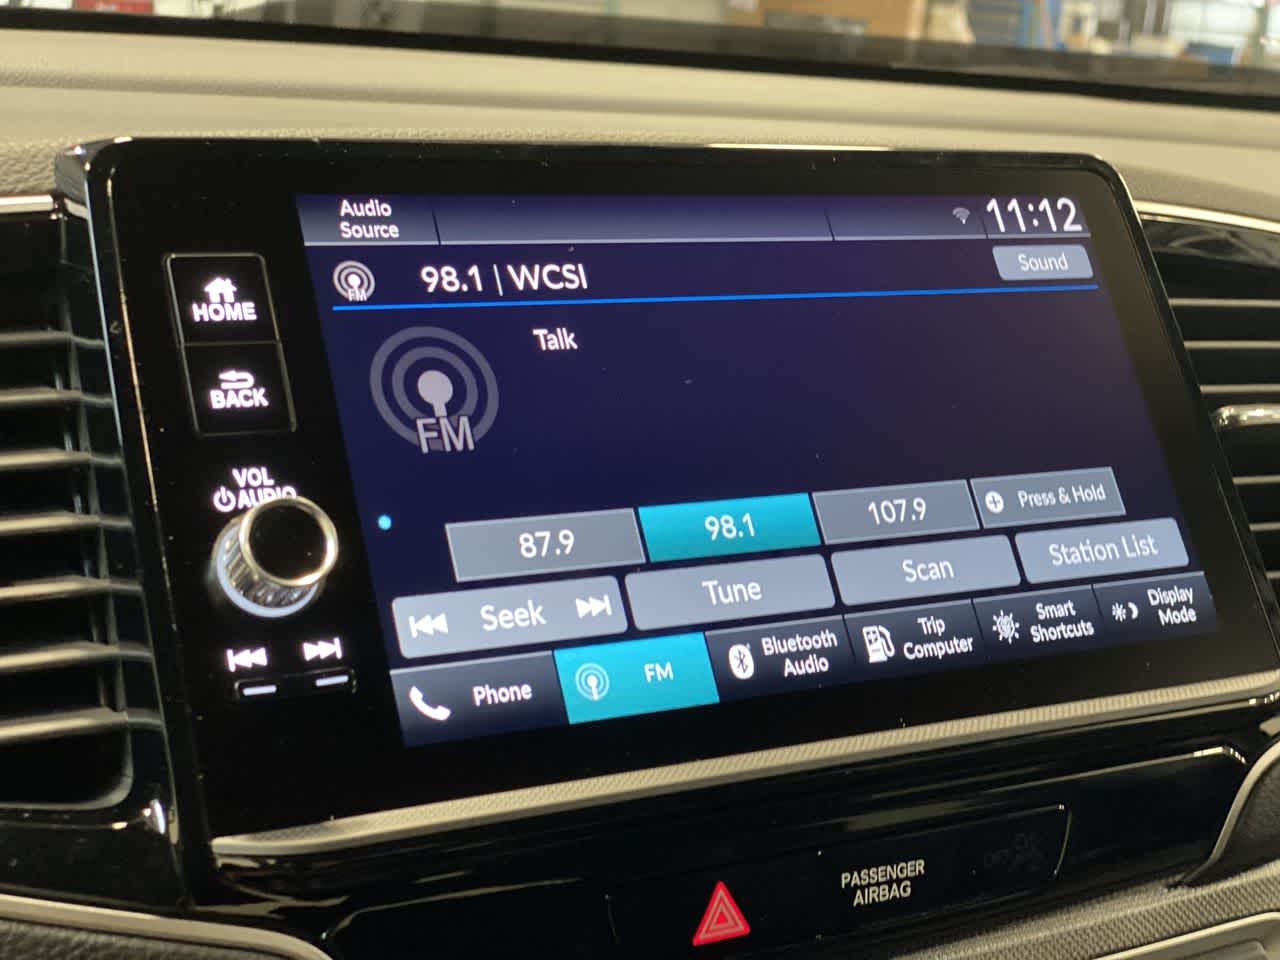 Audio
Source
11:12
FM
98.1 | WCSI
Sound
HOME
Talk
FM
BACK
VOL
AUDIO
87.9
98.1
107.9
Press & Hold
Seek
Tune
Scan
Station List
Phone
FM
Bluetooth
Audio
Trip
Computer
Smart
Shortcuts
Display
Mode
PASSENGER
AIRBAG